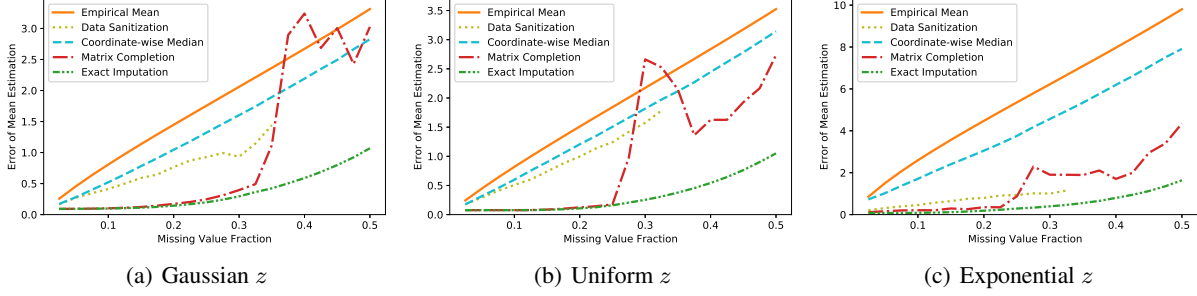 Error of Mean Estimation
3.0
2.5
2.0
1.5
1.0
0.5
0.0
Empirical Mean
Data Sanitization
Coordinate-wise Median
Matrix Completion
Exact Imputation
0.1
0.2
0.3
0.4
0.5
Missing Value Fraction
(a) Gaussian z
Error of Mean Estimation
3.5
3.0
2.5
2.0
1.5
1.0
0.5
0.0
Empirical Mean
Data Sanitization
Coordinate-wise Median
Matrix Completion
Exact Imputation
0.1
0.2
0.3
0.4
0.5
Missing Value Fraction
(b) Uniform z
Error of Mean Estimation
10
8
6
4
2
0
Empirical Mean
Data Sanitization
Coordinate-wise Median
Matrix Completion
Exact Imputation
0.1
0.2
0.3
0.4
0.5
Missing Value Fraction
(c) Exponential z